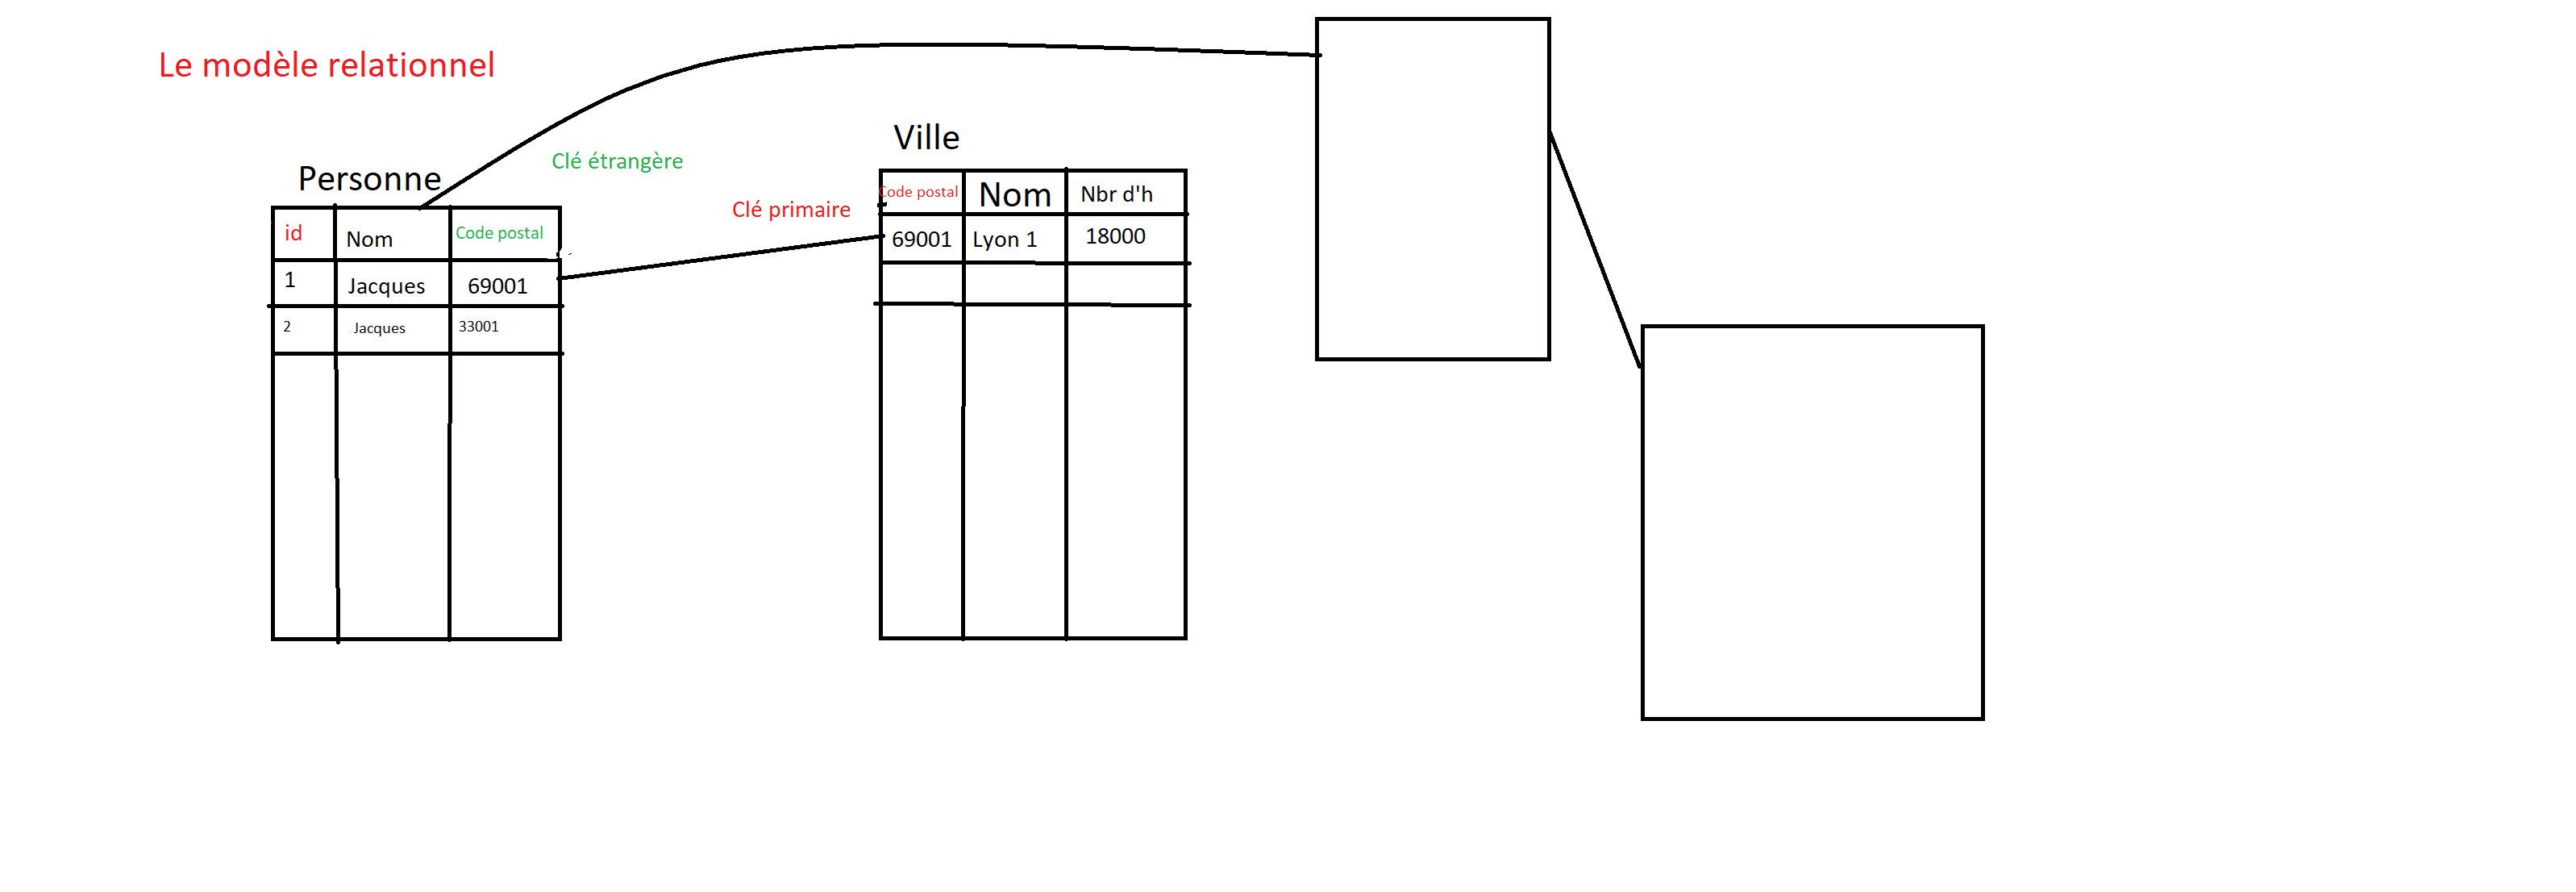 Le modèle relationnel
Personne
id Nom Code postal
1 Jacques 69001
2 Jacques 33001
Clé étrangère
Clé primaire
Ville
Code postal Nom Nbr d'h
69001 Lyon 1 18000